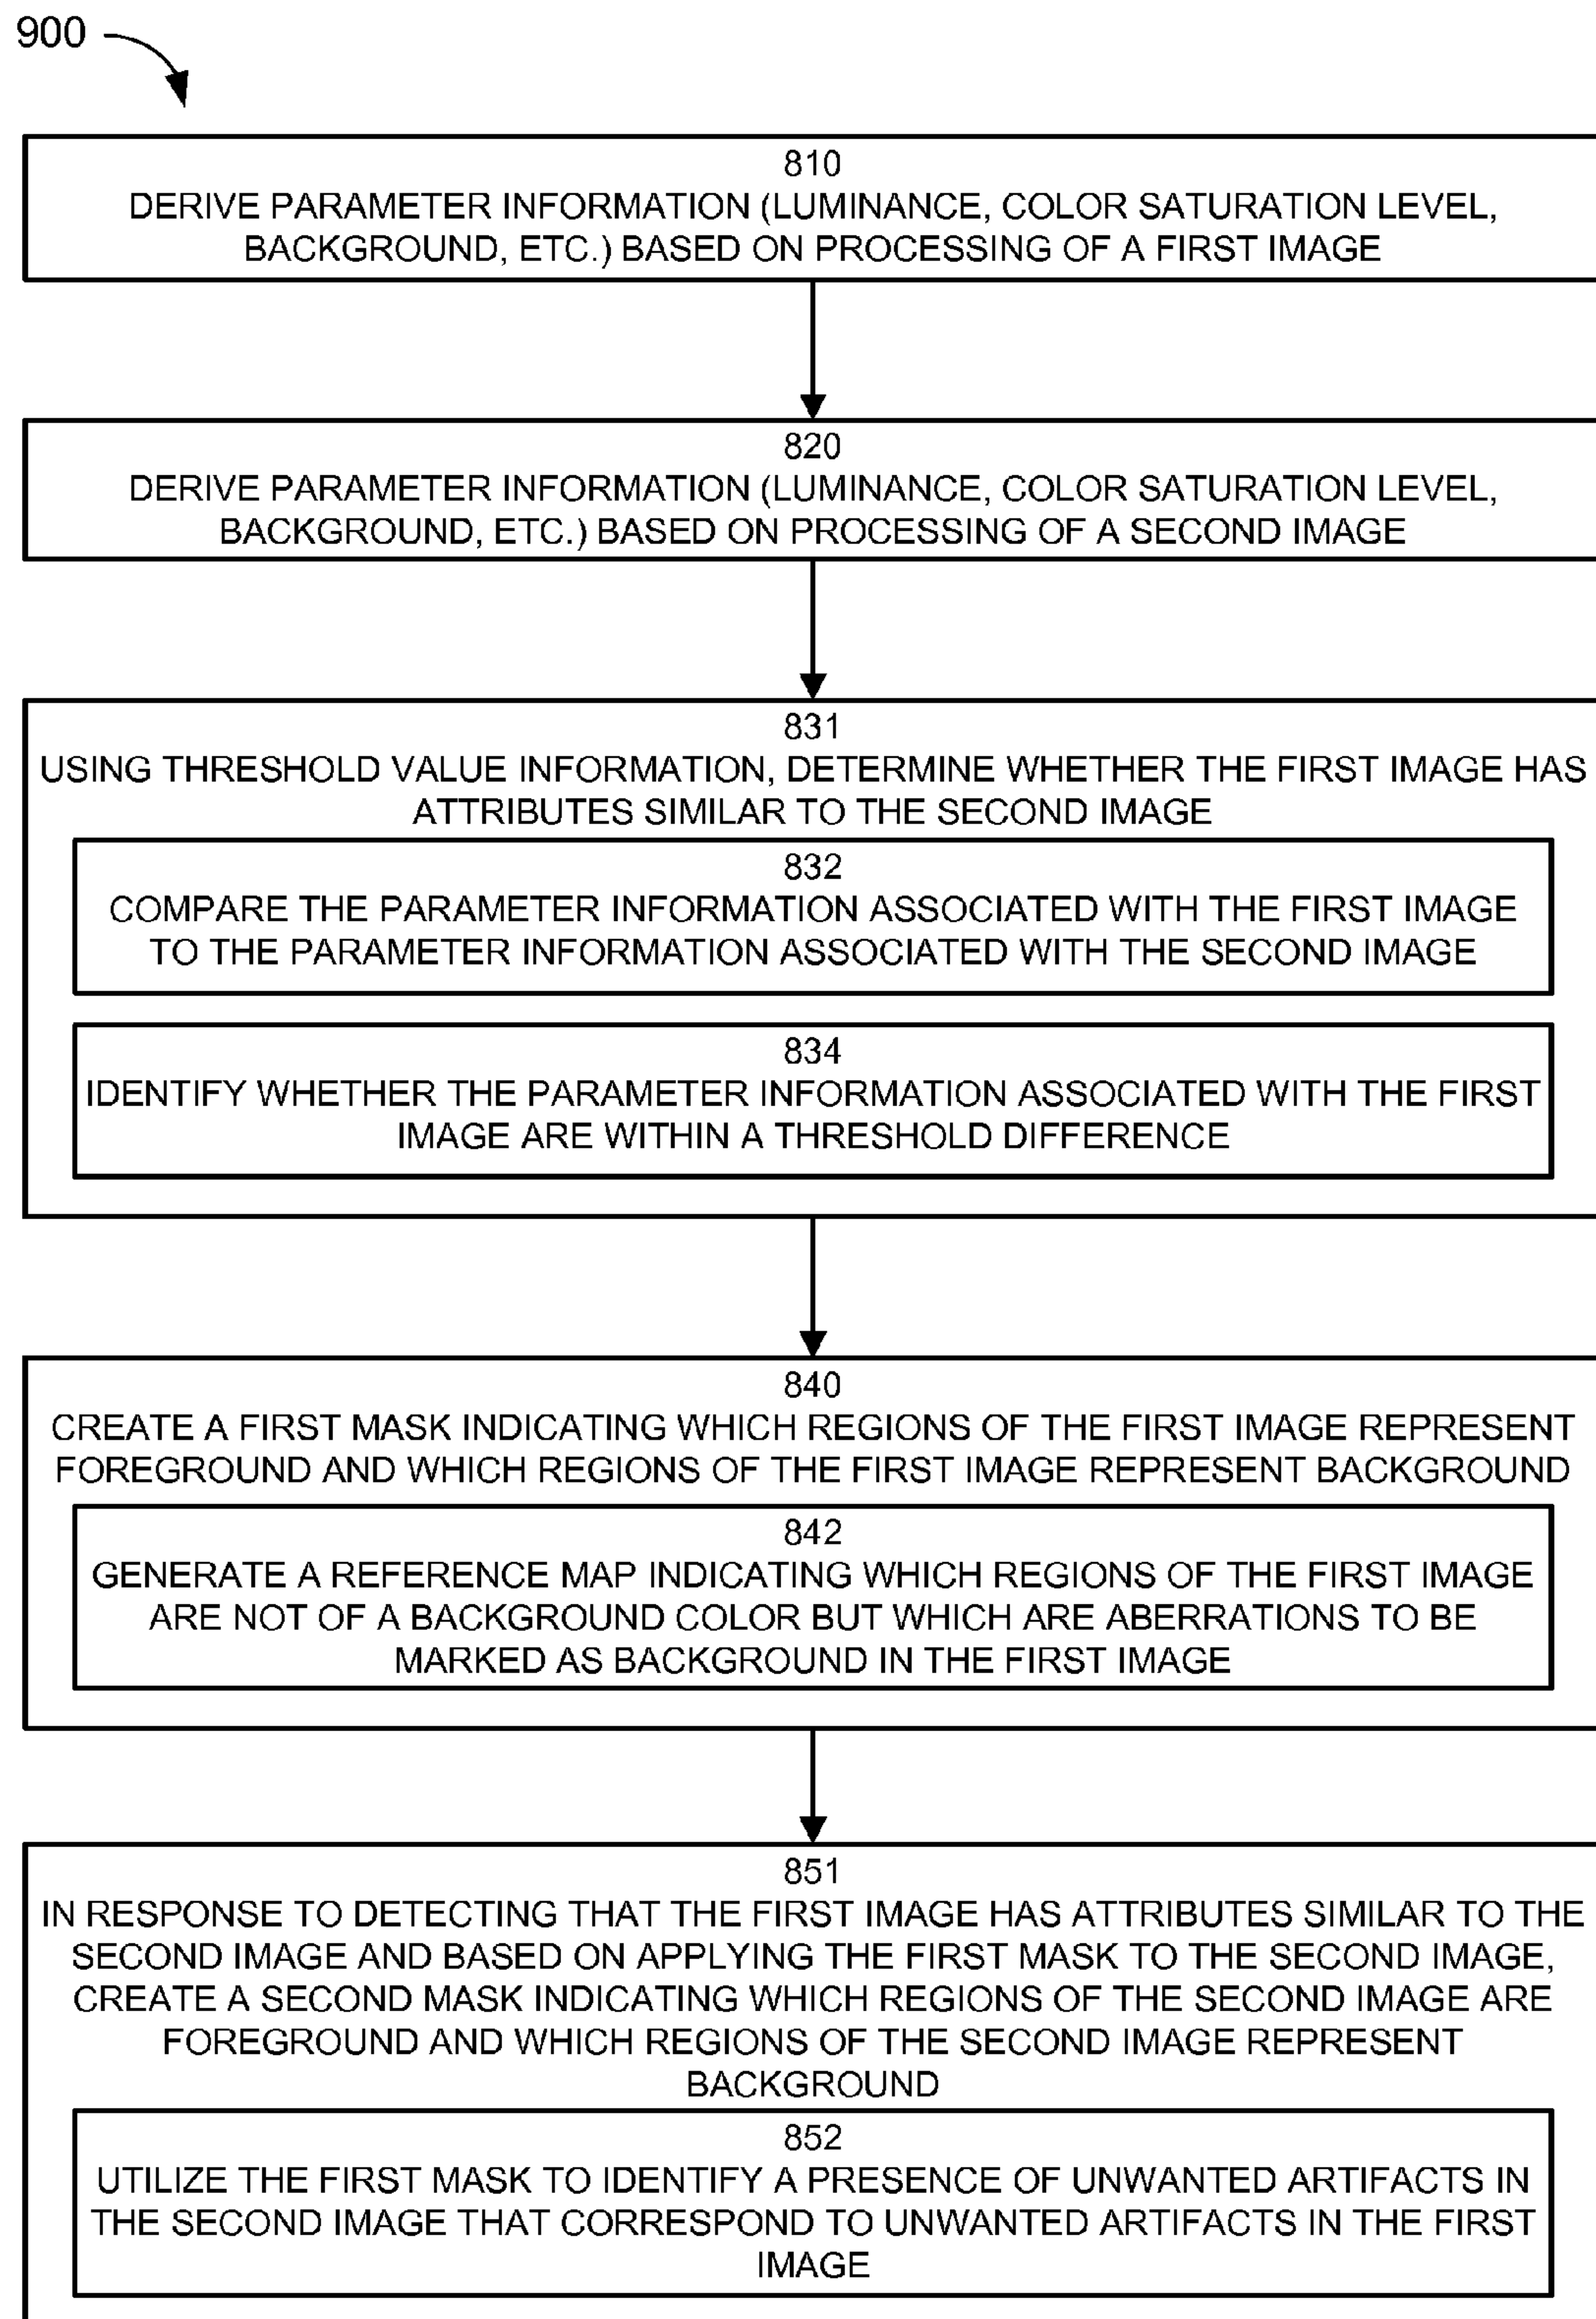 900
810
DERIVE PARAMETER INFORMATION (LUMINANCE, COLOR SATURATION LEVEL,
BACKGROUND, ETC.) BASED ON PROCESSING OF A FIRST IMAGE
820
DERIVE PARAMETER INFORMATION (LUMINANCE, COLOR SATURATION LEVEL,
BACKGROUND, ETC.) BASED ON PROCESSING OF A SECOND IMAGE
831
USING THRESHOLD VALUE INFORMATION, DETERMINE WHETHER THE FIRST IMAGE HAS
ATTRIBUTES SIMILAR TO THE SECOND IMAGE
832
COMPARE THE PARAMETER INFORMATION ASSOCIATED WITH THE FIRST IMAGE
TO THE PARAMETER INFORMATION ASSOCIATED WITH THE SECOND IMAGE
834
IDENTIFY WHETHER THE PARAMETER INFORMATION ASSOCIATED WITH THE FIRST
IMAGE ARE WITHIN A THRESHOLD DIFFERENCE
840
CREATE A FIRST MASK INDICATING WHICH REGIONS OF THE FIRST IMAGE REPRESENT
FOREGROUND AND WHICH REGIONS OF THE FIRST IMAGE REPRESENT BACKGROUND
842
GENERATE A REFERENCE MAP INDICATING WHICH REGIONS OF THE FIRST IMAGE
ARE NOT OF A BACKGROUND COLOR BUT WHICH ARE ABERRATIONS TO BE
MARKED AS BACKGROUND IN THE FIRST IMAGE
851
IN RESPONSE TO DETECTING THAT THE FIRST IMAGE HAS ATTRIBUTES SIMILAR TO THE
SECOND IMAGE AND BASED ON APPLYING THE FIRST MASK TO THE SECOND IMAGE,
CREATE A SECOND MASK INDICATING WHICH REGIONS OF THE SECOND IMAGE ARE
FOREGROUND AND WHICH REGIONS OF THE SECOND IMAGE REPRESENT
BACKGROUND
852
UTILIZE THE FIRST MASK TO IDENTIFY A PRESENCE OF UNWANTED ARTIFACTS IN
THE SECOND IMAGE THAT CORRESPOND TO UNWANTED ARTIFACTS IN THE FIRST
IMAGE